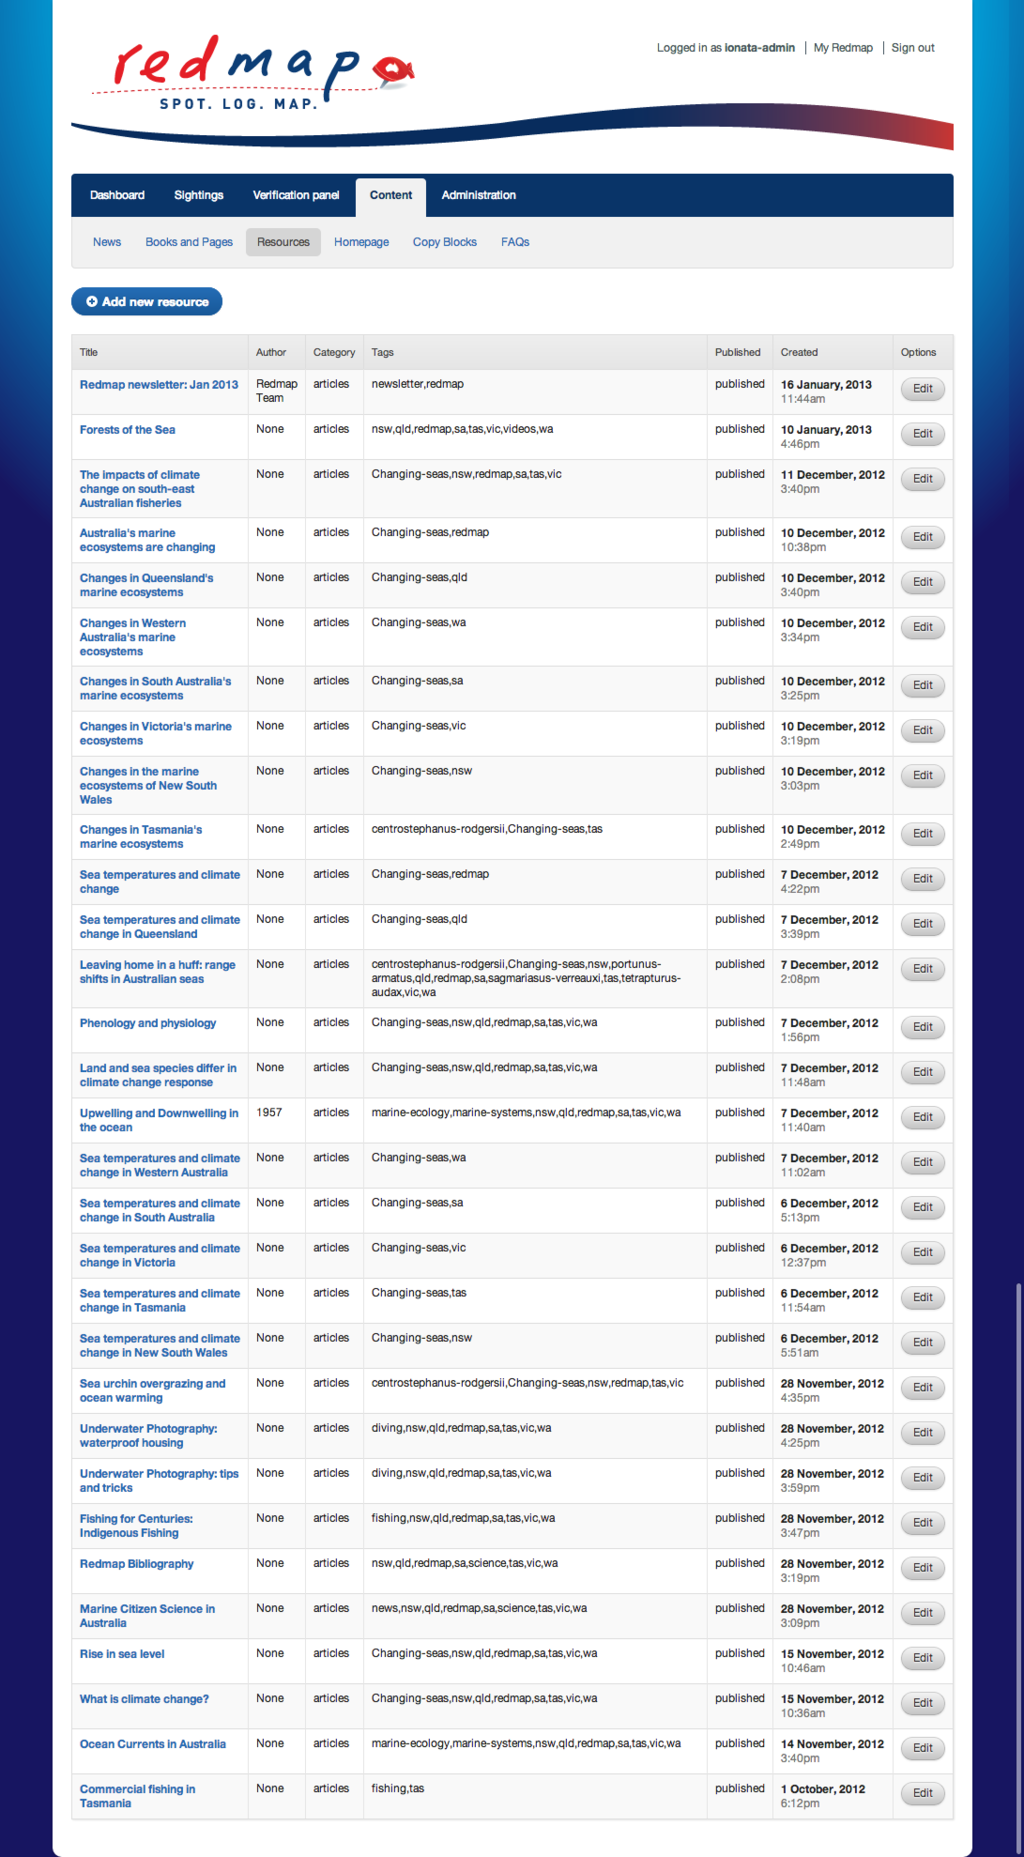 redmap
SPOT. LOG. MAP.
Logged in as ionata-admin | My Redmap | Sign out
Dashboard Sightings Verification panel Content Administration
News Books and Pages Resources Homepage Copy Blocks FAQs
Add new resource
Title Author Category Tags Published Created Options
Redmap newsletter: Jan 2013 Redmap articles newsletter,redmap published 16 January, 2013 Edit
Team 11:44am
Forests of the Sea None articles nsw,qld,redmap,sa,tas,vic,videos,wa published 10 January, 2013 Edit
4:46pm
The impacts of climate None articles Changing-seas,nsw,redmap,sa,tas,vic published 11 December, 2012 Edit
change on south-east 3:40pm
Australian fisheries
Australia's marine None articles Changing-seas,redmap published 10 December, 2012 Edit
ecosystems are changing 10:38pm
Changes in Queensland's None articles Changing-seas,qld published 10 December, 2012 Edit
marine ecosystems 3:40pm
Changes in Western None articles Changing-seas,wa published 10 December, 2012 Edit
Australia's marine 3:34pm
ecosystems
Changes in South Australia's None articles Changing-seas,sa published 10 December, 2012 Edit
marine ecosystems 3:25pm
Changes in Victoria's marine None articles Changing-seas,vic published 10 December, 2012 Edit
ecosystems 3:19pm
Changes in the marine None articles Changing-seas,nsw published 10 December, 2012 Edit
ecosystems of New South 3:03pm
Wales
Changes in Tasmania's None articles centrostephanus-rodgersii,Changing-seas,tas published 10 December, 2012 Edit
marine ecosystems 2:49pm
Sea temperatures and climate None articles Changing-seas,redmap published 7 December, 2012 Edit
change 4:22pm
Sea temperatures and climate None articles Changing-seas,qld published 7 December, 2012 Edit
change in Queensland 3:39pm
Leaving home in a huff: range None articles centrostephanus-rodgersii,Changing-seas,nsw,portunus- published 7 December, 2012 Edit
shifts in Australian seas armatus,qld,redmap,sa,sagmariasus-verreauxi,tas,tetrapturus- 2:08pm
audax,vic,wa
Phenology and physiology None articles Changing-seas,nsw,qld,redmap,sa,tas,vic,wa published 7 December, 2012 Edit
1:56pm
Land and sea species differ in None articles Changing-seas,nsw,qld,redmap,sa,tas,vic,wa published 7 December, 2012 Edit
climate change response 11:48am
Upwelling and Downwelling in 1957 articles marine-ecology,marine-systems,nsw,qld,redmap,sa,tas,vic,wa published 7 December, 2012 Edit
the ocean 11:40am
Sea temperatures and climate None articles Changing-seas,wa published 7 December, 2012 Edit
change in Western Australia 11:02am
Sea temperatures and climate None articles Changing-seas,sa published 6 December, 2012 Edit
change in South Australia 5:13pm
Sea temperatures and climate None articles Changing-seas,vic published 6 December, 2012 Edit
change in Victoria 12:37pm
Sea temperatures and climate None articles Changing-seas,tas published 6 December, 2012 Edit
change in Tasmania 11:54am
Sea temperatures and climate None articles Changing-seas,nsw published 6 December, 2012 Edit
change in New South Wales 5:51am
Sea urchin overgrazing and None articles centrostephanus-rodgersii,Changing-seas,nsw,redmap,tas,vic published 28 November, 2012 Edit
ocean warming 4:35pm
Underwater Photography: None articles diving,nsw,qld,redmap,sa,tas,vic,wa published 28 November, 2012 Edit
waterproof housing 4:25pm
Underwater Photography: tips None articles diving,nsw,qld,redmap,sa,tas,vic,wa published 28 November, 2012 Edit
and tricks 3:59pm
Fishing for Centuries: None articles fishing,nsw,qld,redmap,sa,tas,vic,wa published 28 November, 2012 Edit
Indigenous Fishing 3:47pm
Redmap Bibliography None articles nsw,qld,redmap,sa,science,tas,vic,wa published 28 November, 2012 Edit
3:19pm
Marine Citizen Science in None articles news,nsw,qld,redmap,sa,science,tas,vic,wa published 28 November, 2012 Edit
Australia 3:09pm
Rise in sea level None articles Changing-seas,nsw,qld,redmap,sa,tas,vic,wa published 15 November, 2012 Edit
10:46am
What is climate change? None articles Changing-seas,nsw,qld,redmap,sa,tas,vic,wa published 15 November, 2012 Edit
10:36am
Ocean Currents in Australia None articles marine-ecology,marine-systems,nsw,qld,redmap,sa,tas,vic,wa published 14 November, 2012 Edit
3:40pm
Commercial fishing in None articles fishing,tas published 1 October, 2012 Edit
Tasmania 6:12pm